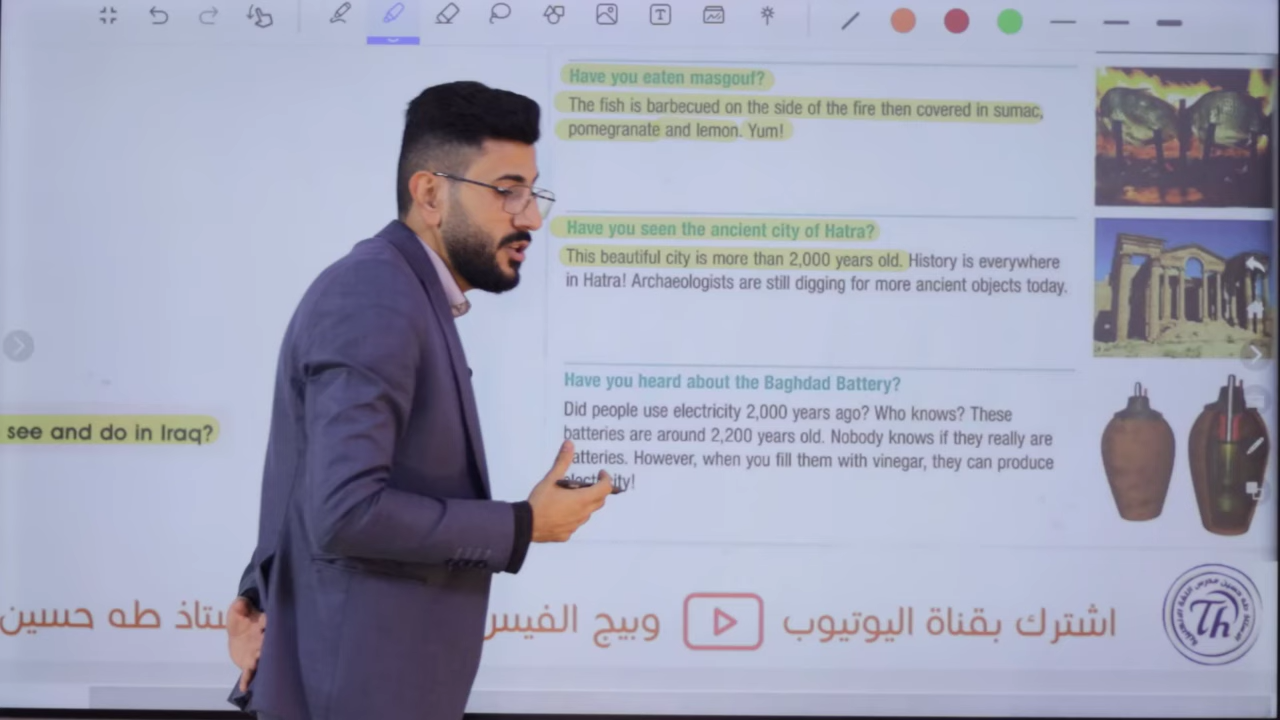 Have you eaten masgouf?
The fish is barbecued on the side of the fire then covered in sumac,
pomegranate and lemon. Yum!
Have you seen the ancient city of Hatra?
This beautiful city is more than 2,000 years old. History is everywhere
in Hatra! Archaeologists are still digging for more ancient objects today.
Have you heard about the Baghdad Battery?
Did people use electricity 2,000 years ago? Who knows? These
batteries are around 2,200 years old. Nobody knows if they really are
batteries. However, when you fill them with vinegar, they can produce
electricity!
see and do in Iraq?
اشترك بقناة اليوتيوب وبيج الفيس ستاذ طه حسين
Th